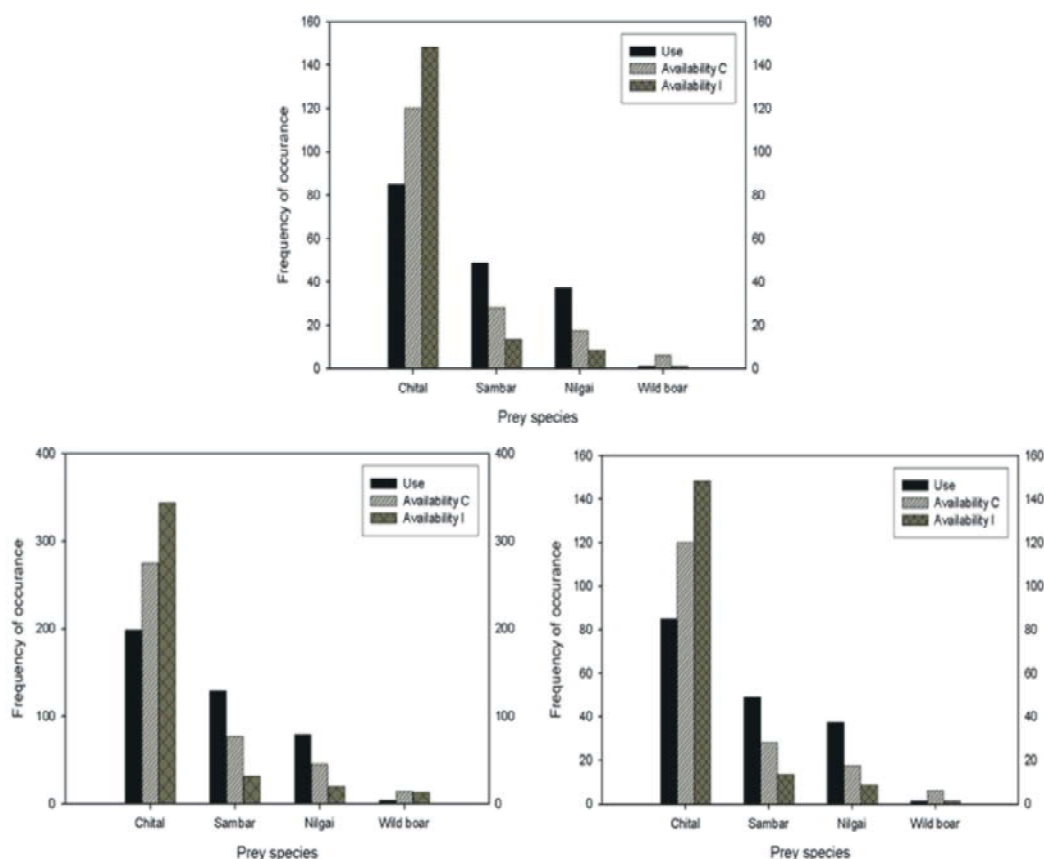 160 160
Use
Availability C
Availability I
140 140
120 120
100 100
80 80
60 60
40 40
20 20
0 0
Frequency of occurance
Chital Sambar Nilgai Wild boar
Prey species
400 400
Use
Availability C
Availability I
300 300
200 200
100 100
0 0
Frequency of occurance
Chital Sambar Nilgai Wild boar
Prey species
160 160
Use
Availability C
Availability I
140 140
120 120
100 100
80 80
60 60
40 40
20 20
0 0
Frequency of occurance
Chital Sambar Nilgai Wild boar
Prey species